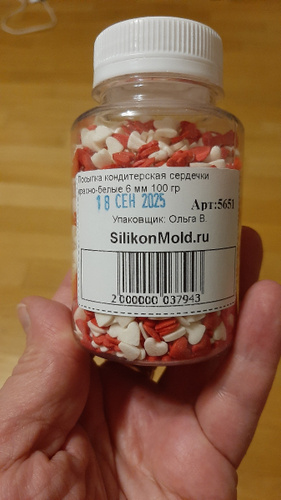 Посыпка кондитерская сердечки
красно-белые 6 мм 100 гр
18 СЕН 2025
Арт:5651
Упаковщик: Ольга В.
SilikonMold.ru
2 000000 037943